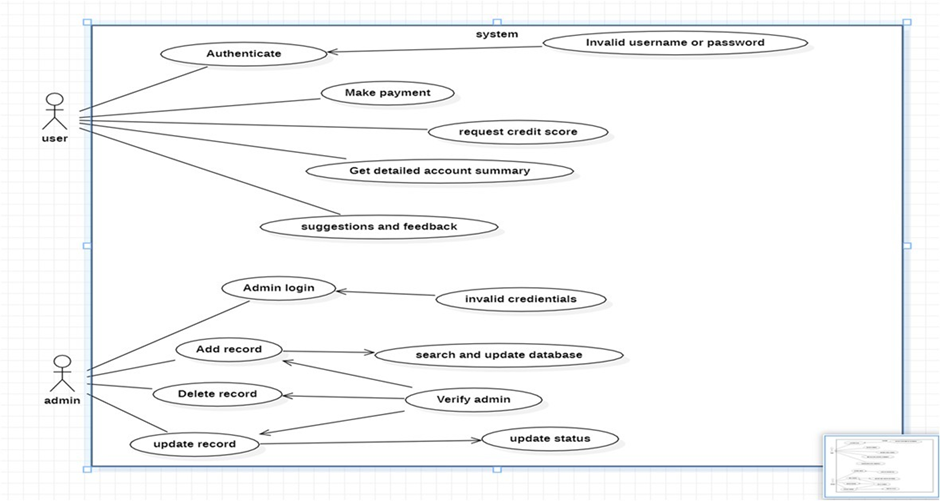 system
Invalid username or password
Authenticate
Make payment
user
request credit score
Get detailed account summary
suggestions and feedback
Admin login
invalid credientials
Add record
search and update database
admin
Delete record
Verify admin
update record
update status